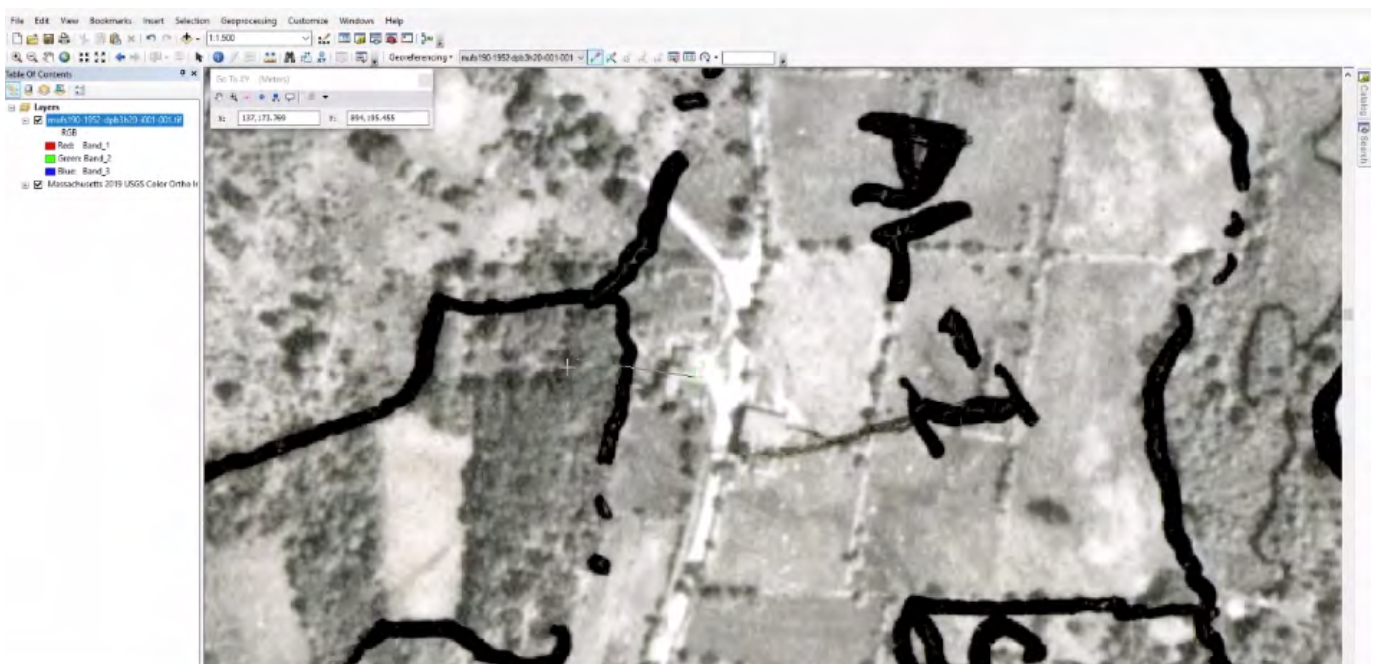 File Edit View Bookmarks Insert Selection Geoprocessing Customize Windows Help
1:1,500
Georeferencing
Table Of Contents
Go To XY (Meters)
X: 137,173.769 Y: 894,195.455
Layers
RGB
Red: Band_1
Green: Band_2
Blue: Band_3
Massachusetts 2019 USGS Color Ortho
Catalog
Search